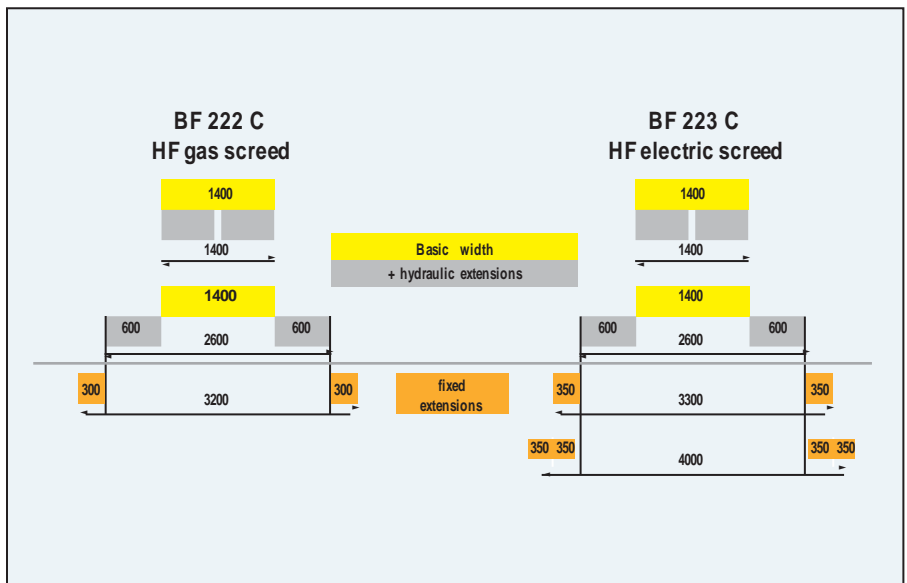 BF 222 C
HF gas screed
1400
1400
1400
600
600
2600
300
300
3200
Basic width
+ hydraulic extensions
fixed
extensions
BF 223 C
HF electric screed
1400
1400
1400
600
600
2600
350
350
3300
350 350
350 350
4000